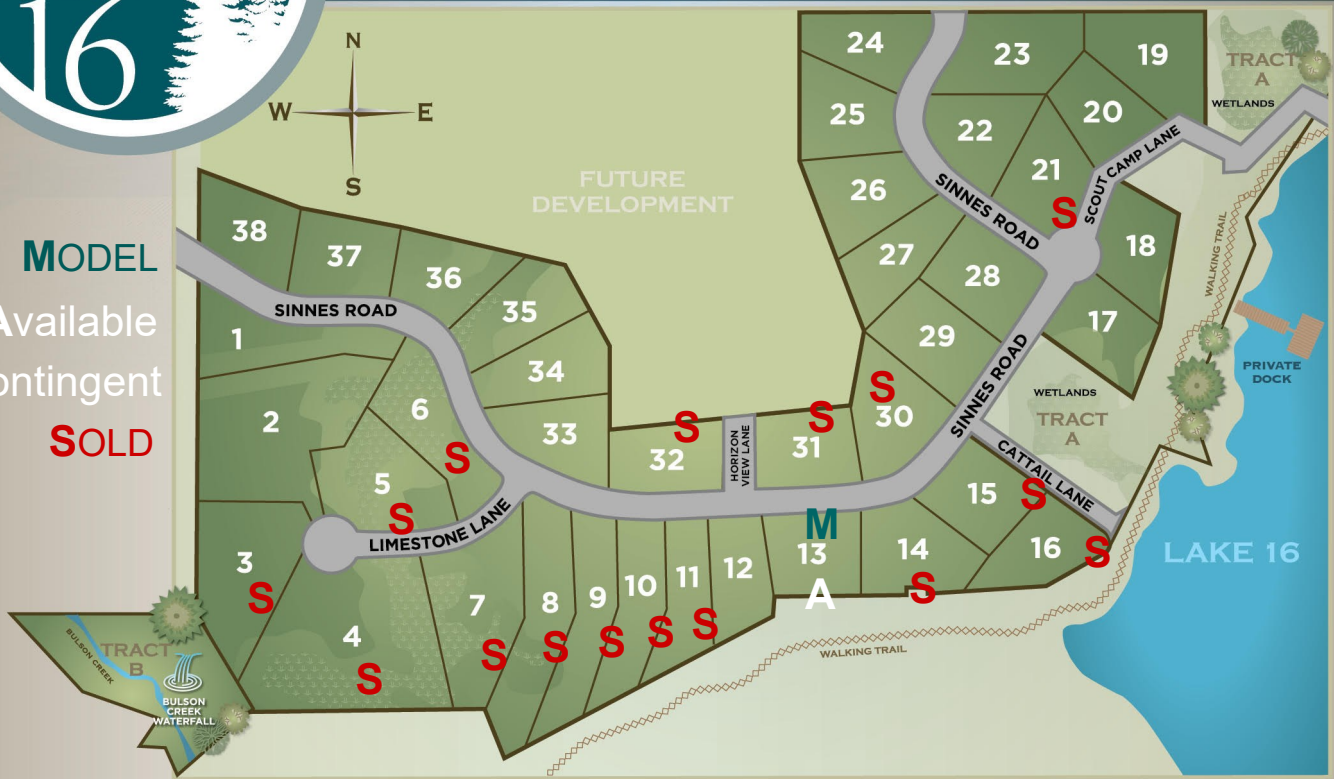 16
N
W
E
S
MODEL
Available
ontingent
SOLD
FUTURE
DEVELOPMENT
24
23
19
25
22
20
21
S
26
27
28
18
29
17
SINNES ROAD
SCOUT CAMP LANE
TRACT
A
WETLANDS
WALKING TRAIL
PRIVATE
DOCK
38
37
36
35
34
33
SINNES ROAD
1
2
6
S
5
S
LIMESTONE LANE
3
S
4
S
S
32
HORIZON
VIEW LANE
S
31
S
30
SINNES ROAD
WETLANDS
TRACT
A
CATTAIL LANE
15
S
16
S
14
S
M
13
A
12
11
S
10
S
9
S
8
S
7
S
LAKE 16
WALKING TRAIL
BULSON CREEK
TRACT
B
BULSON
CREEK
WATERFALL